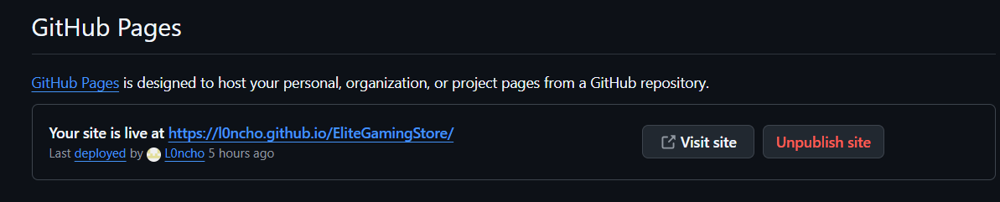 GitHub Pages
GitHub Pages is designed to host your personal, organization, or project pages from a GitHub repository.
Your site is live at https://l0ncho.github.io/EliteGamingStore/
Last deployed by L0ncho 5 hours ago
Visit site
Unpublish site